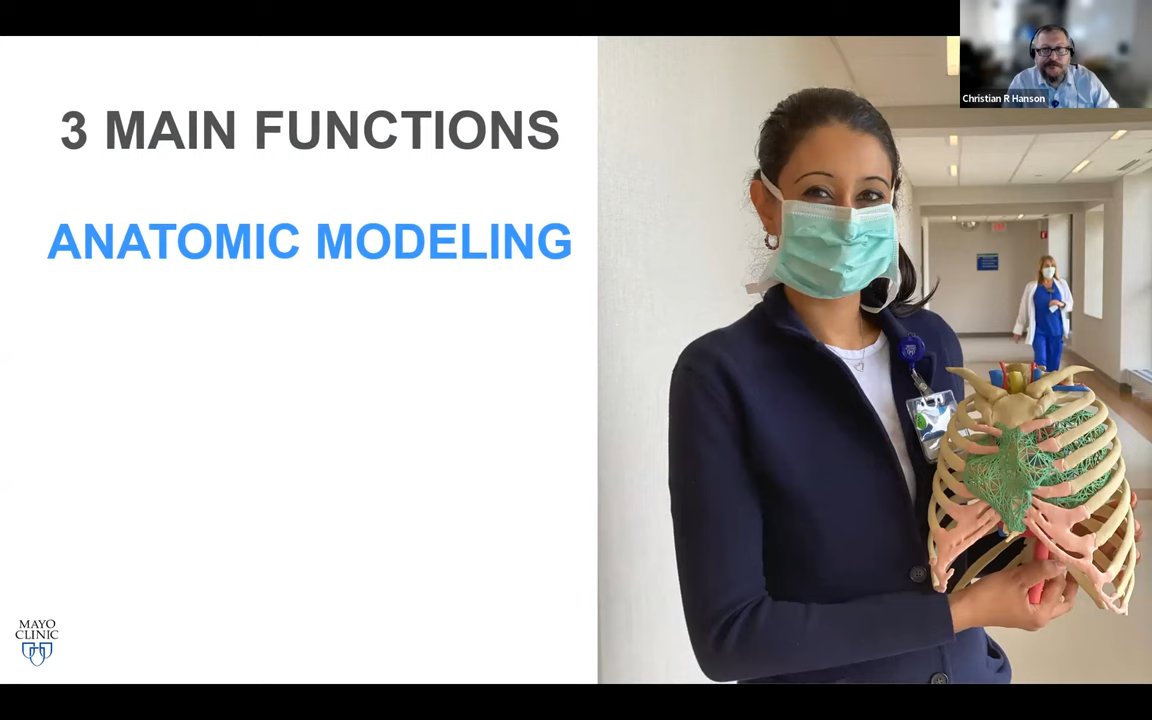 3 MAIN FUNCTIONS
ANATOMIC MODELING
Christian R Hanson
MAYO
CLINIC